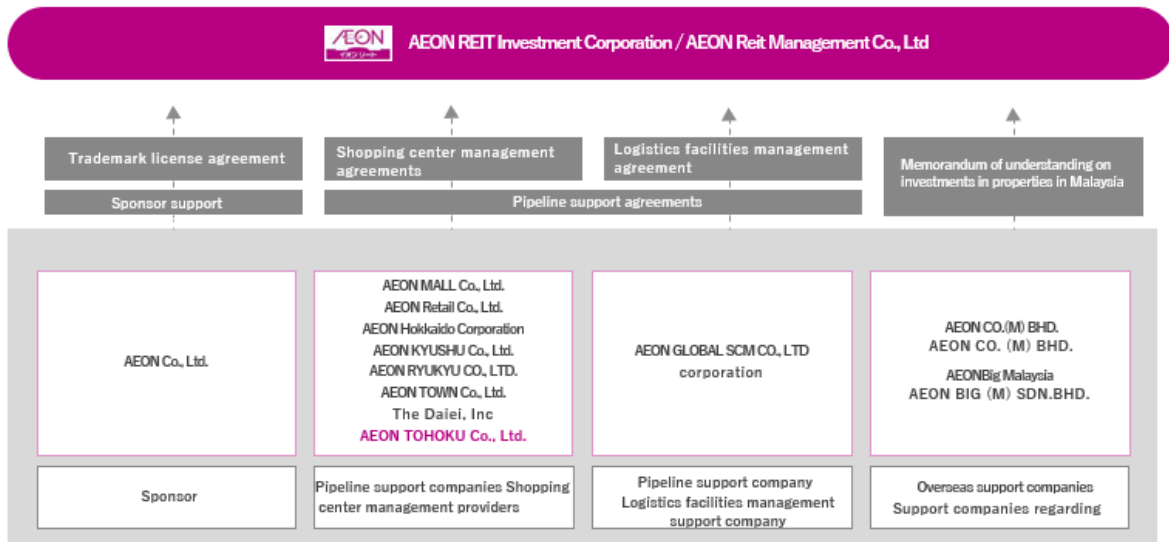 AEON
イオンリート
AEON REIT Investment Corporation / AEON Reit Management Co., Ltd
Trademark license agreement
Sponsor support
Shopping center management
agreements
Logistics facilities management
agreement
Pipeline support agreements
Memorandum of understanding on
investments in properties in Malaysia
AEON Co., Ltd.
AEON MALL Co., Ltd.
AEON Retail Co., Ltd.
AEON Hokkaido Corporation
AEON KYUSHU Co., Ltd.
AEON RYUKYU CO., LTD.
AEON TOWN Co., Ltd.
The Daiei, Inc
AEON TOHOKU Co., Ltd.
AEON GLOBAL SCM CO., LTD
corporation
AEON CO.(M) BHD.
AEON CO. (M) BHD.
AEONBig Malaysia
AEON BIG (M) SDN.BHD.
Sponsor
Pipeline support companies Shopping
center management providers
Pipeline support company
Logistics facilities management
support company
Overseas support companies
Support companies regarding